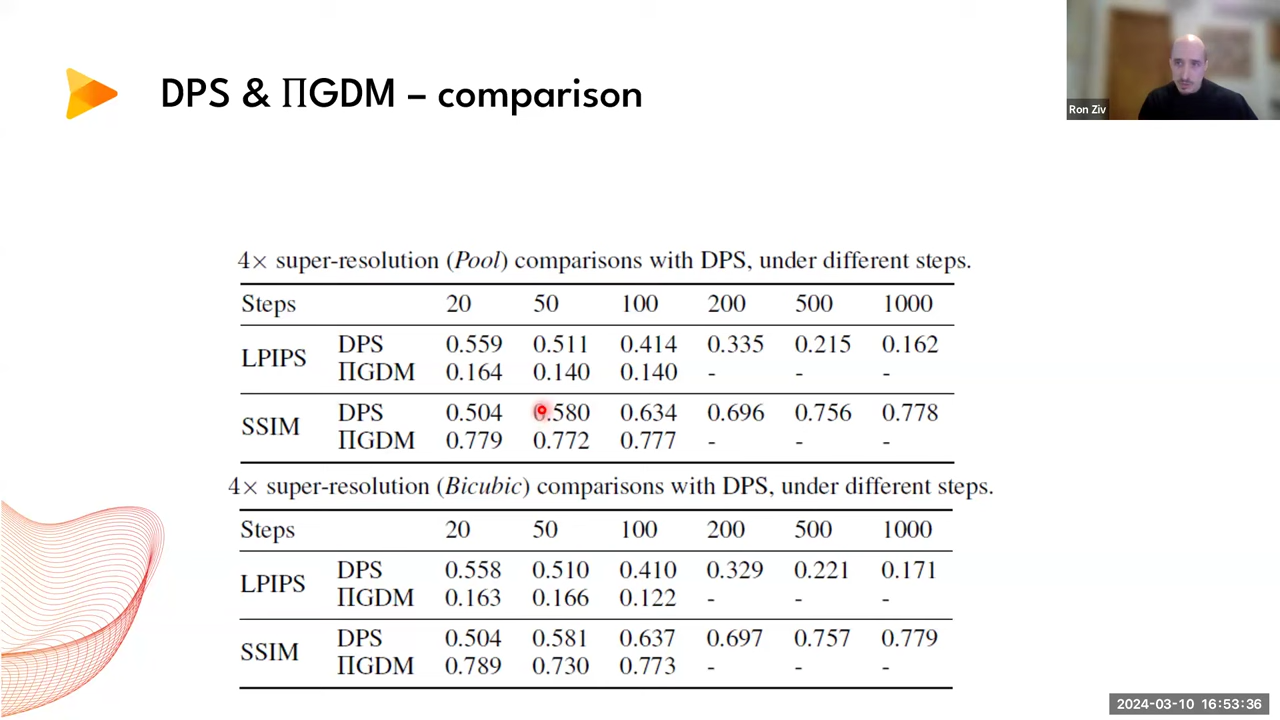 DPS & ΠGDM – comparison
Ron Ziv
4× super-resolution (Pool) comparisons with DPS, under different steps.
Steps 20 50 100 200 500 1000
LPIPS DPS 0.559 0.511 0.414 0.335 0.215 0.162
ΠGDM 0.164 0.140 0.140 - - -
SSIM DPS 0.504 0.580 0.634 0.696 0.756 0.778
ΠGDM 0.779 0.772 0.777 - - -
4× super-resolution (Bicubic) comparisons with DPS, under different steps.
Steps 20 50 100 200 500 1000
LPIPS DPS 0.558 0.510 0.410 0.329 0.221 0.171
ΠGDM 0.163 0.166 0.122 - - -
SSIM DPS 0.504 0.581 0.637 0.697 0.757 0.779
ΠGDM 0.789 0.730 0.773 - - -
2024-03-10 16:53:36